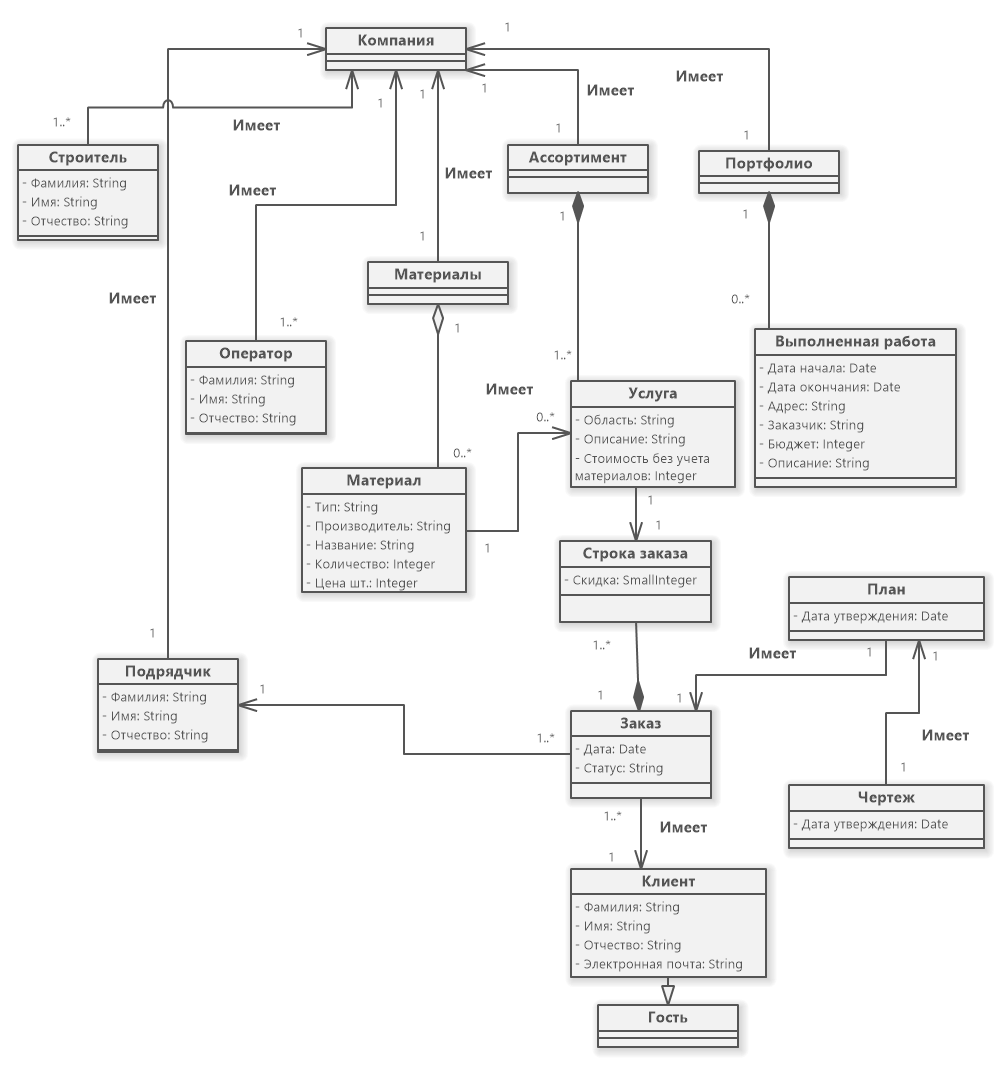 1
Компания
1
1
1
1
1
Имеет
Имеет
1..*
Имеет
1
1
Строитель
- Фамилия: String
- Имя: String
- Отчество: String
Ассортимент
Портфолио
Имеет
Имеет
1
1
1
Материалы
Имеет
0..*
1..*
1
Оператор
- Фамилия: String
- Имя: String
- Отчество: String
Выполненная работа
- Дата начала: Date
- Дата окончания: Date
- Адрес: String
- Заказчик: String
- Бюджет: Integer
- Описание: String
1..*
Имеет
Услуга
- Область: String
- Описание: String
- Стоимость без учета
материалов: Integer
0..*
0..*
Материал
- Тип: String
- Производитель: String
- Название: String
- Количество: Integer
- Цена шт.: Integer
1
1
1
Строка заказа
- Скидка: SmallInteger
План
- Дата утверждения: Date
1
1..*
Имеет
1
1
Подрядчик
- Фамилия: String
- Имя: String
- Отчество: String
1
1
1
Заказ
- Дата: Date
- Статус: String
1..*
Имеет
1
Чертеж
- Дата утверждения: Date
1..*
Имеет
1
Клиент
- Фамилия: String
- Имя: String
- Отчество: String
- Электронная почта: String
Гость